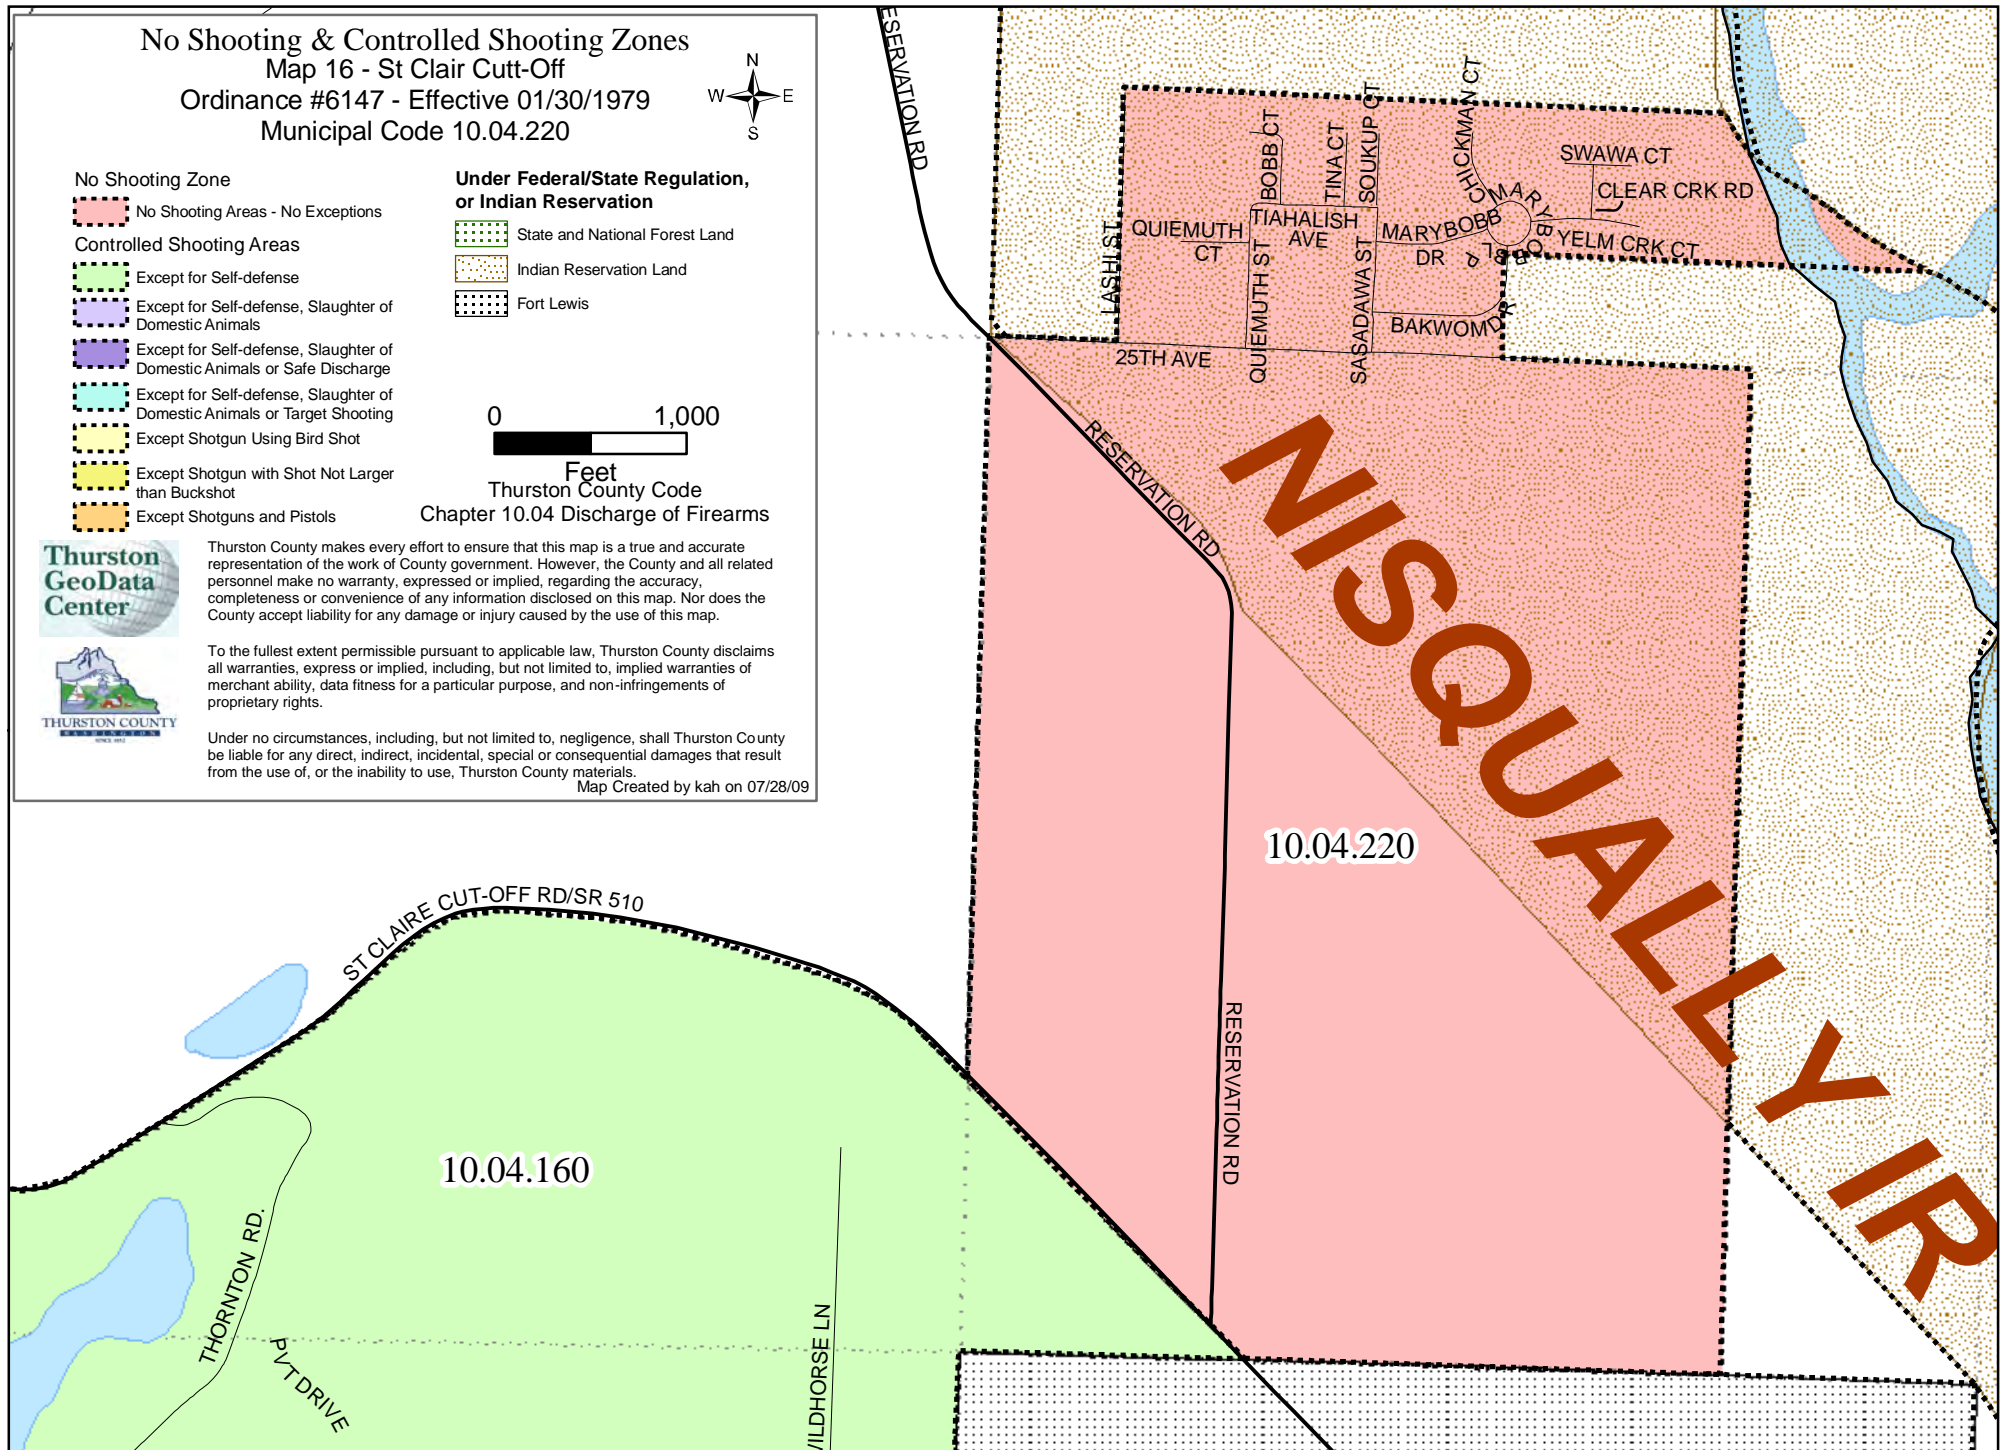 No Shooting & Controlled Shooting Zones
Map 16 - St Clair Cutt-Off
Ordinance #6147 - Effective 01/30/1979
Municipal Code 10.04.220
N
W E
S
No Shooting Zone
No Shooting Areas - No Exceptions
Controlled Shooting Areas
Except for Self-defense
Except for Self-defense, Slaughter of
Domestic Animals
Except for Self-defense, Slaughter of
Domestic Animals or Safe Discharge
Except for Self-defense, Slaughter of
Domestic Animals or Target Shooting
Except Shotgun Using Bird Shot
Except Shotgun with Shot Not Larger
than Buckshot
Except Shotguns and Pistols
Under Federal/State Regulation,
or Indian Reservation
State and National Forest Land
Indian Reservation Land
Fort Lewis
0 1,000
Feet
Thurston County Code
Chapter 10.04 Discharge of Firearms
Thurston
GeoData
Center
Thurston County makes every effort to ensure that this map is a true and accurate
representation of the work of County government. However, the County and all related
personnel make no warranty, expressed or implied, regarding the accuracy,
completeness or convenience of any information disclosed on this map. Nor does the
County accept liability for any damage or injury caused by the use of this map.
To the fullest extent permissible pursuant to applicable law, Thurston County disclaims
all warranties, express or implied, including, but not limited to, implied warranties of
merchant ability, data fitness for a particular purpose, and non-infringements of
proprietary rights.
THURSTON COUNTY
WASHINGTON
SINCE 1852
Under no circumstances, including, but not limited to, negligence, shall Thurston County
be liable for any direct, indirect, incidental, special or consequential damages that result
from the use of, or the inability to use, Thurston County materials.
Map Created by kah on 07/28/09
ESERVATION RD
LASHI ST
QUIEMUTH
CT
BOBB CT
TINA CT
SOUKUP CT
CHICKMAN CT
SWAWA CT
CLEAR CRK RD
TIAHALISH
AVE
MARYBOBB
DR
MARYBOBB LP
YELM CRK CT
QUIEMUTH ST
SASADAWA ST
BAKWOM DR
25TH AVE
RESERVATION RD
NISQUALLY IR
10.04.220
RESERVATION RD
ST CLAIRE CUT-OFF RD/SR 510
10.04.160
THORNTON RD.
PVT DRIVE
ILDHORSE LN